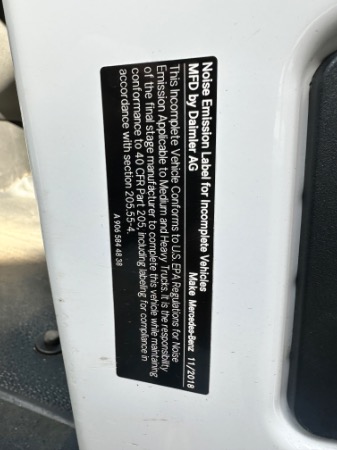 Noise Emission Label for Incomplete Vehicles
MFD by Daimler AG Make Mercedes-Benz 11/2018
This Incomplete Vehicle Conforms to U.S. EPA Regulations for Noise
Emission Applicable to Medium and Heavy Trucks. It is the responsibility
of the final stage manufacturer to complete this vehicle while maintaining
conformance to 40 CFR Part 205, including labeling for compliance in
accordance with section 205.55-4.
A 906 584 48 38